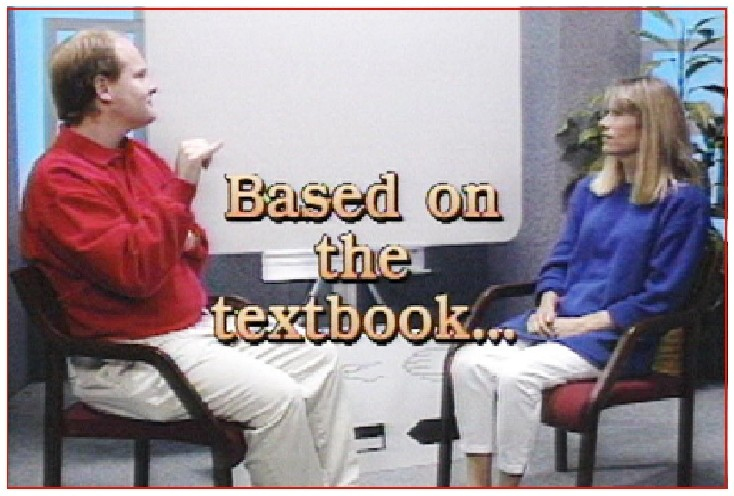 Based on
the
textbook...